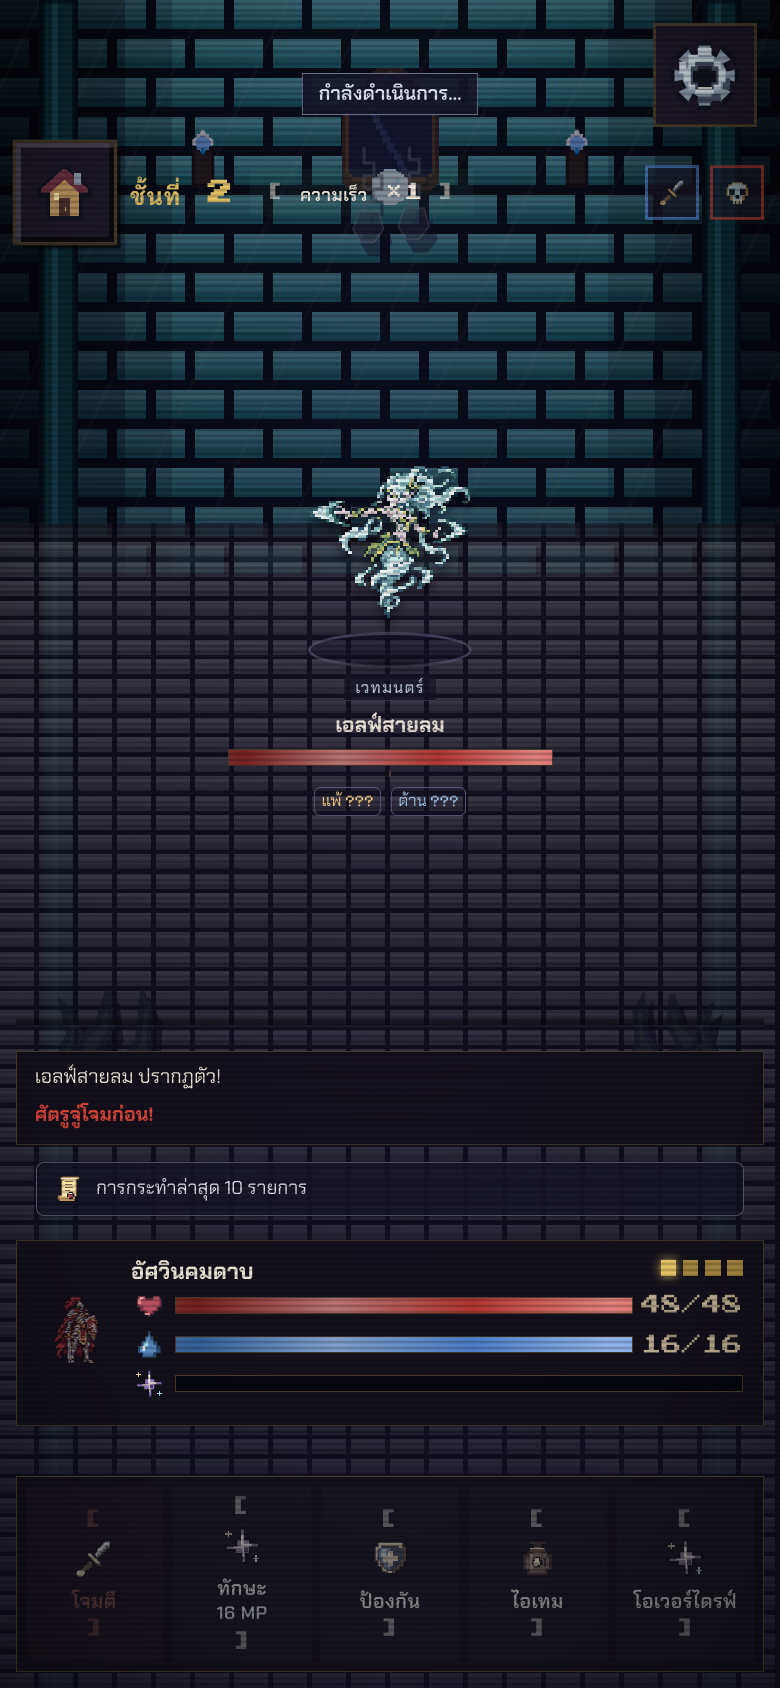 กำลังดำเนินการ...
ชั้นที่ 2 [ ความเร็ว ×1 ]
เวทมนตร์
เอลฟ์สายลม
แพ้ ??? ต้าน ???
เอลฟ์สายลม ปรากฏตัว!
ศัตรูจู่โจมก่อน!
การกระทำล่าสุด 10 รายการ
อัศวินคมดาบ
48/48
16/16
[ โจมตี ]
[ ทักษะ
16 MP ]
[ ป้องกัน ]
[ ไอเทม ]
[ โอเวอร์ไดรฟ์ ]